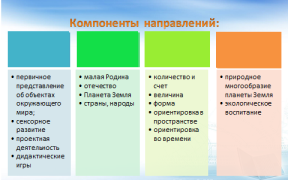 Компоненты направлений:
• первичное
представление
об объектах
окружающего
мира;
• сенсорное
развитие
• проектная
деятельность
• дидактические
игры
• малая Родина
• отечество
• Планета Земля
• страны, народы
• количество и
счет
• величина
• форма
• ориентировка в
пространстве
• ориентировка
во времени
• природное
многообразие
планеты Земля
• экологическое
воспитание